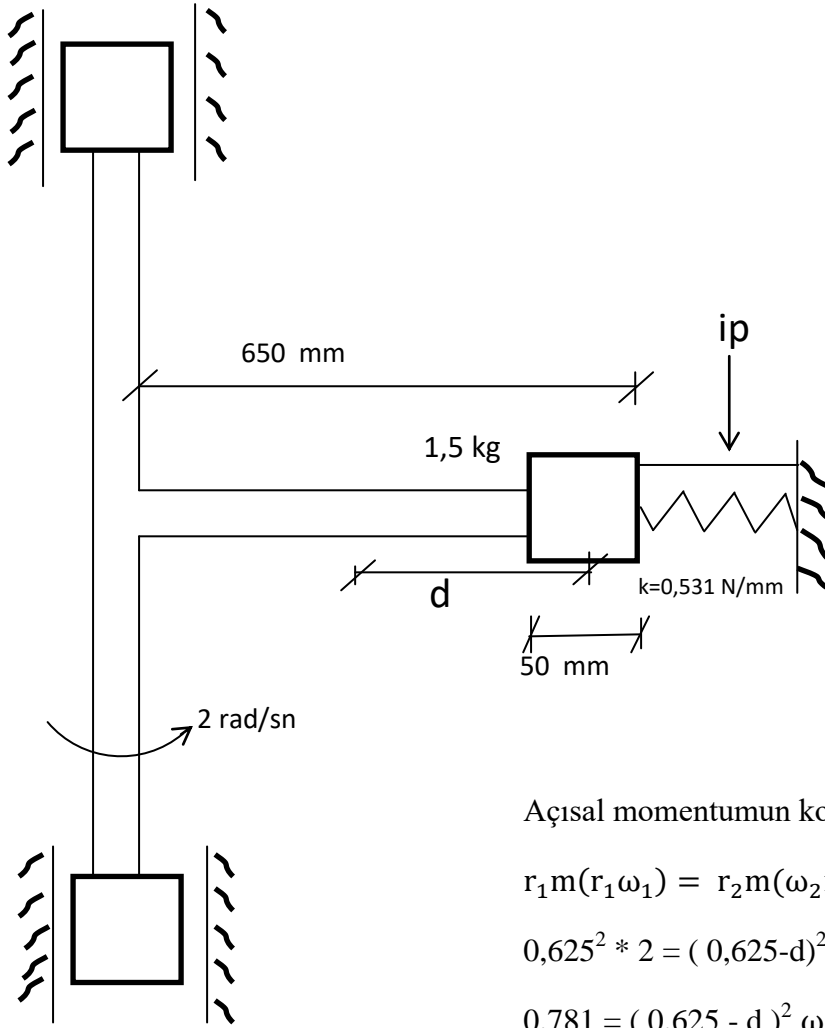 650 mm
ip
1,5 kg
d
k=0,531 N/mm
50 mm
2 rad/sn
Açısal momentumun
r₁m(r₁ω₁) = r₂m(ω₂
0,625² * 2 = ( 0,625-d)²
0,781 = ( 0,625 - d )² ω